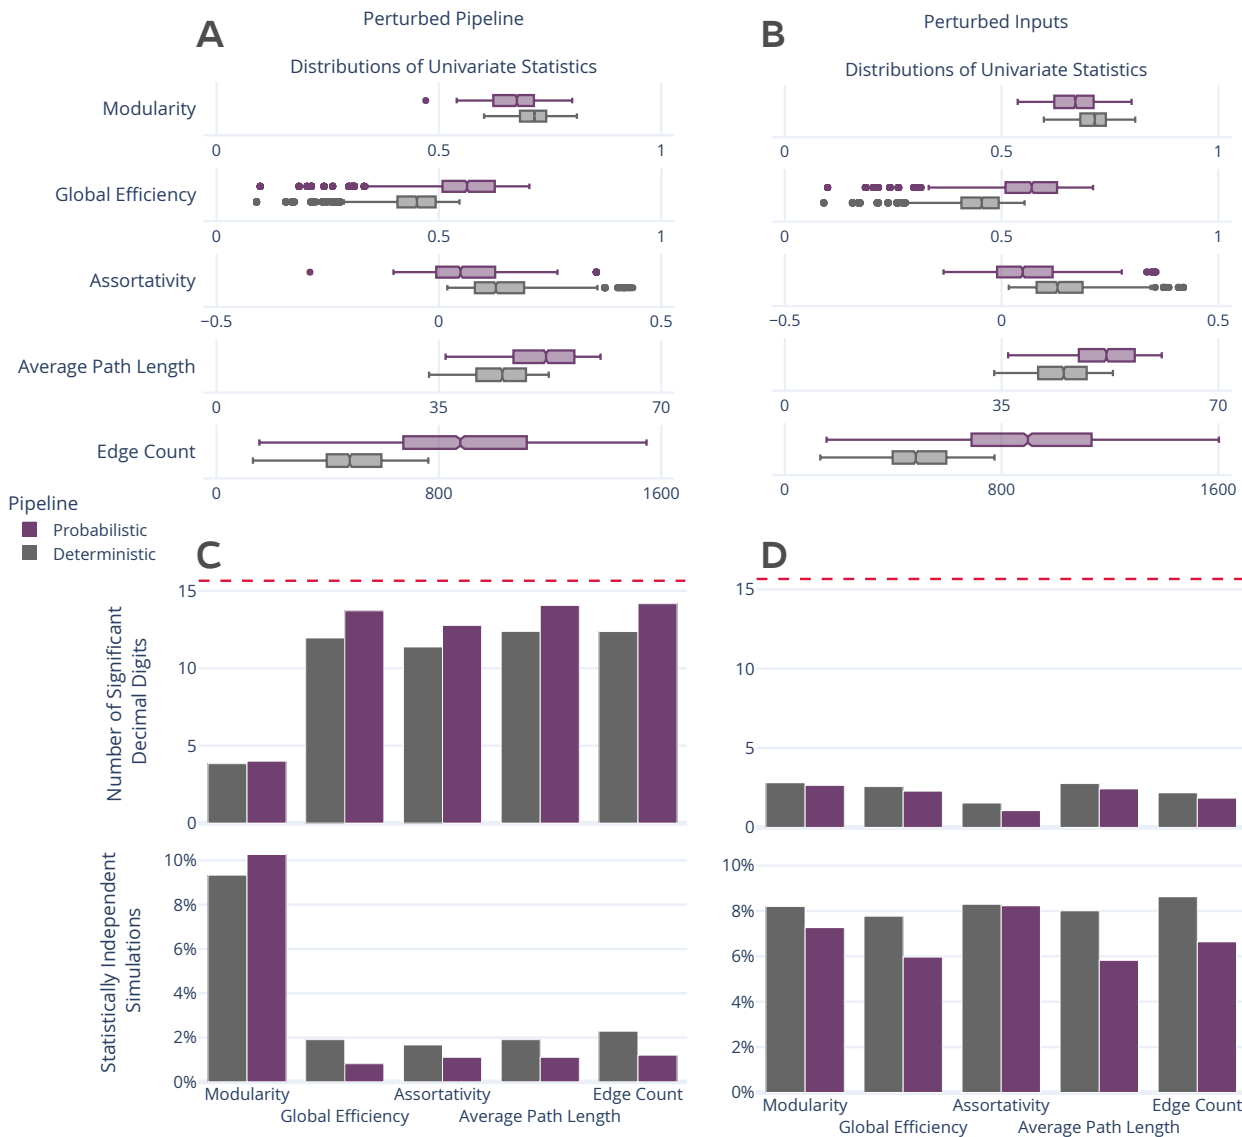 A
Perturbed Pipeline
Distributions of Univariate Statistics
Modularity
0 0.5 1
Global Efficiency
0 0.5 1
Assortativity
−0.5 0 0.5
Average Path Length
0 35 70
Edge Count
0 800 1600
B
Perturbed Inputs
Distributions of Univariate Statistics
0 0.5 1
0 0.5 1
−0.5 0 0.5
0 35 70
0 800 1600
Pipeline
Probabilistic
Deterministic
C
Number of Significant
Decimal Digits
15
10
5
0
Statistically Independent
Simulations
10%
8%
6%
4%
2%
0%
Modularity
Global Efficiency
Assortativity
Average Path Length
Edge Count
D
15
10
5
0
10%
8%
6%
4%
2%
0%
Modularity
Global Efficiency
Assortativity
Average Path Length
Edge Count